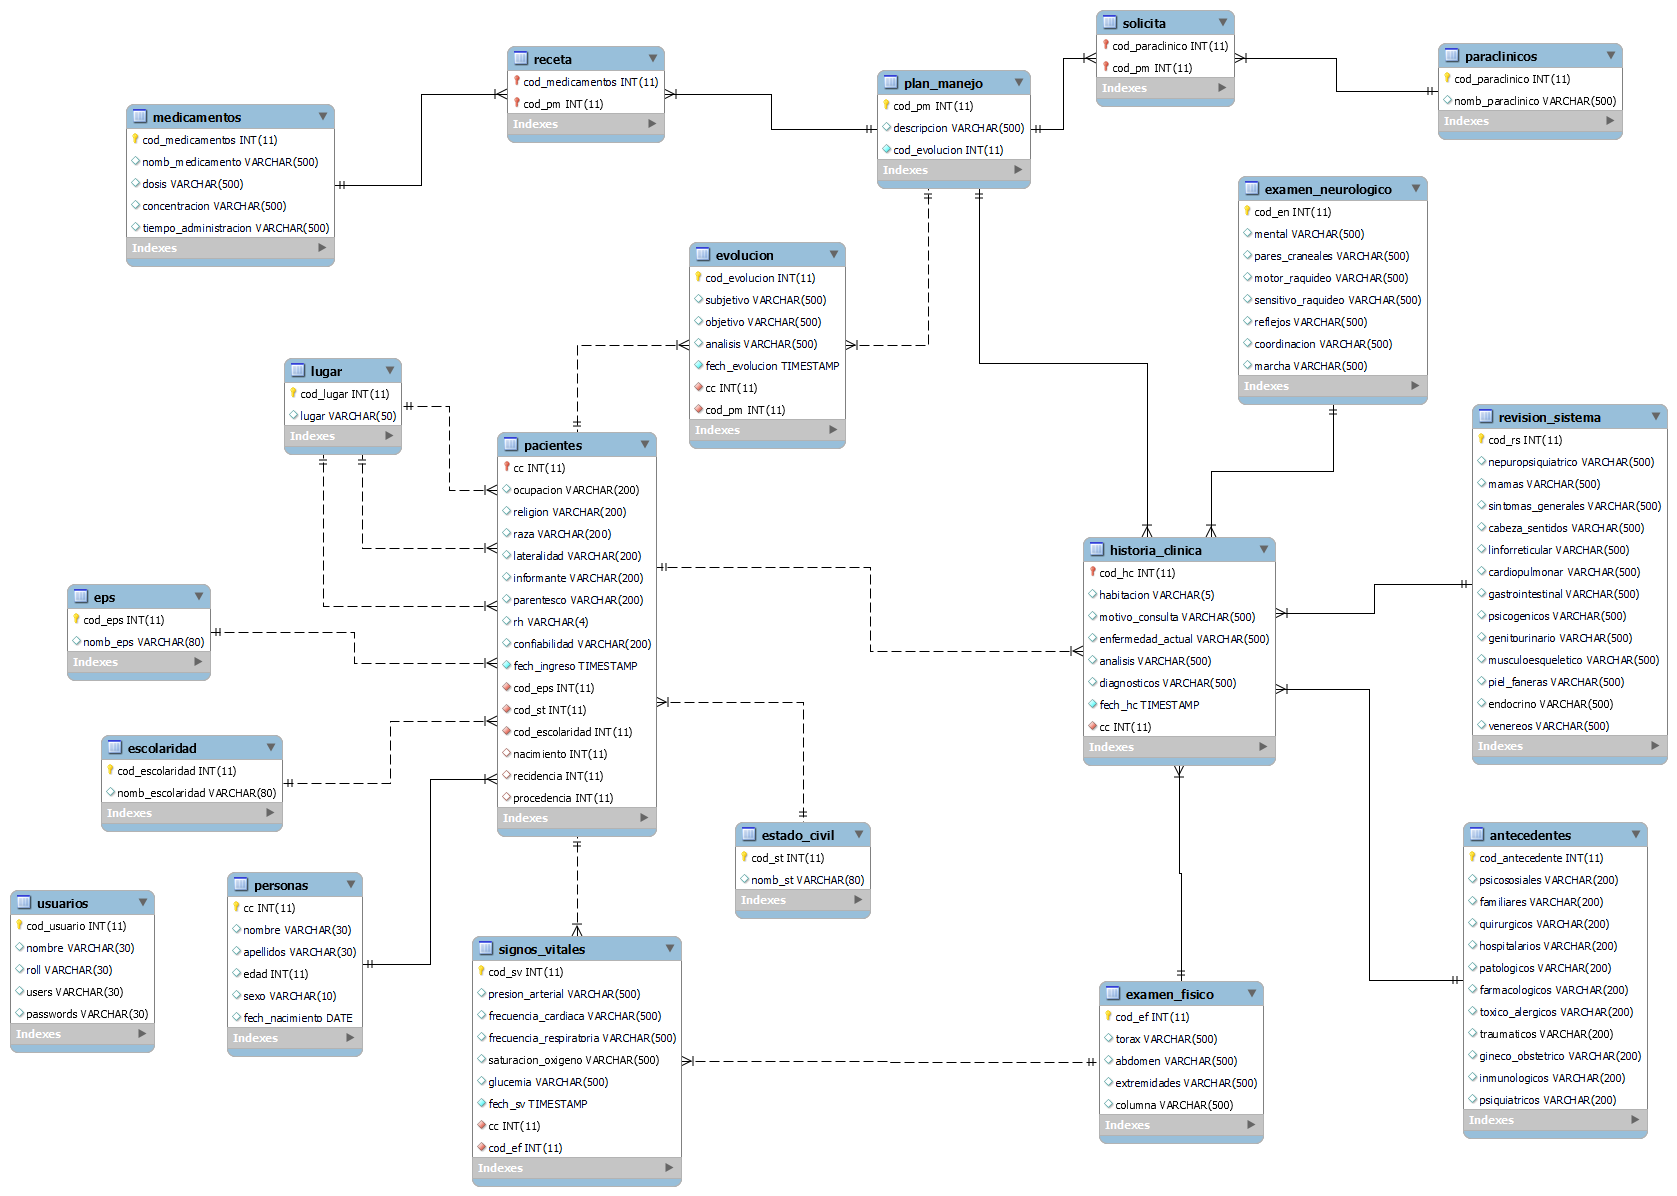 solicita
cod_paraclinico INT(11)
cod_pm INT(11)
Indexes
paraclinicos
cod_paraclinico INT(11)
nomb_paraclinico VARCHAR(500)
Indexes
receta
cod_medicamentos INT(11)
cod_pm INT(11)
Indexes
plan_manejo
cod_pm INT(11)
descripcion VARCHAR(500)
cod_evolucion INT(11)
Indexes
medicamentos
cod_medicamentos INT(11)
nomb_medicamento VARCHAR(500)
dosis VARCHAR(500)
concentracion VARCHAR(500)
tiempo_administracion VARCHAR(500)
Indexes
examen_neurologico
cod_en INT(11)
mental VARCHAR(500)
pares_craneales VARCHAR(500)
motor_raquideo VARCHAR(500)
sensitivo_raquideo VARCHAR(500)
reflejos VARCHAR(500)
coordinacion VARCHAR(500)
marcha VARCHAR(500)
Indexes
evolucion
cod_evolucion INT(11)
subjetivo VARCHAR(500)
objetivo VARCHAR(500)
analisis VARCHAR(500)
fech_evolucion TIMESTAMP
cc INT(11)
cod_pm INT(11)
Indexes
lugar
cod_lugar INT(11)
lugar VARCHAR(50)
Indexes
revision_sistema
cod_rs INT(11)
nepuropsiquiatrico VARCHAR(500)
mamas VARCHAR(500)
sintomas_generales VARCHAR(500)
cabeza_sentidos VARCHAR(500)
linforreticular VARCHAR(500)
cardiopulmonar VARCHAR(500)
gastrointestinal VARCHAR(500)
psicogenicos VARCHAR(500)
genitourinario VARCHAR(500)
musculoesqueletico VARCHAR(500)
piel_faneras VARCHAR(500)
endocrino VARCHAR(500)
venereos VARCHAR(500)
Indexes
pacientes
cc INT(11)
ocupacion VARCHAR(200)
religion VARCHAR(200)
raza VARCHAR(200)
lateralidad VARCHAR(200)
informante VARCHAR(200)
parentesco VARCHAR(200)
rh VARCHAR(4)
confiabilidad VARCHAR(200)
fech_ingreso TIMESTAMP
cod_eps INT(11)
cod_st INT(11)
cod_escolaridad INT(11)
nacimiento INT(11)
recidencia INT(11)
procedencia INT(11)
Indexes
historia_clinica
cod_hc INT(11)
habitacion VARCHAR(5)
motivo_consulta VARCHAR(500)
enfermedad_actual VARCHAR(500)
analisis VARCHAR(500)
diagnosticos VARCHAR(500)
fech_hc TIMESTAMP
cc INT(11)
Indexes
eps
cod_eps INT(11)
nomb_eps VARCHAR(80)
Indexes
escolaridad
cod_escolaridad INT(11)
nomb_escolaridad VARCHAR(80)
Indexes
estado_civil
cod_st INT(11)
nomb_st VARCHAR(80)
Indexes
antecedentes
cod_antecedente INT(11)
psicososiales VARCHAR(200)
familiares VARCHAR(200)
quirurgicos VARCHAR(200)
hospitalarios VARCHAR(200)
patologicos VARCHAR(200)
farmacologicos VARCHAR(200)
toxico_alergicos VARCHAR(200)
traumaticos VARCHAR(200)
gineco_obstetrico VARCHAR(200)
inmunologicos VARCHAR(200)
psiquiatricos VARCHAR(200)
Indexes
usuarios
cod_usuario INT(11)
nombre VARCHAR(30)
roll VARCHAR(30)
users VARCHAR(30)
passwords VARCHAR(30)
Indexes
personas
cc INT(11)
nombre VARCHAR(30)
apellidos VARCHAR(30)
edad INT(11)
sexo VARCHAR(10)
fech_nacimiento DATE
Indexes
signos_vitales
cod_sv INT(11)
presion_arterial VARCHAR(500)
frecuencia_cardiaca VARCHAR(500)
frecuencia_respiratoria VARCHAR(500)
saturacion_oxigeno VARCHAR(500)
glucemia VARCHAR(500)
fech_sv TIMESTAMP
cc INT(11)
cod_ef INT(11)
Indexes
examen_fisico
cod_ef INT(11)
torax VARCHAR(500)
abdomen VARCHAR(500)
extremidades VARCHAR(500)
columna VARCHAR(500)
Indexes